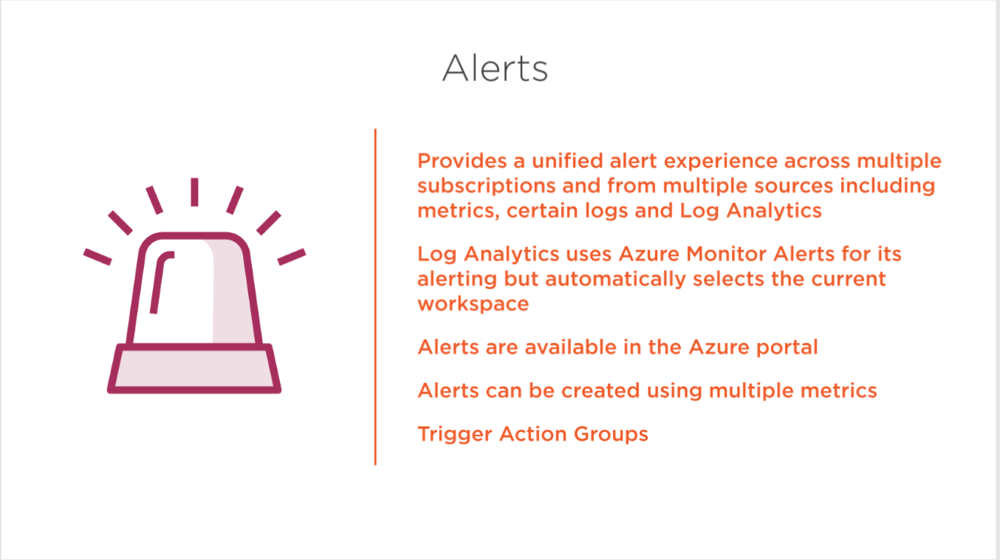 Alerts
Provides a unified alert experience across multiple
subscriptions and from multiple sources including
metrics, certain logs and Log Analytics
Log Analytics uses Azure Monitor Alerts for its
alerting but automatically selects the current
workspace
Alerts are available in the Azure portal
Alerts can be created using multiple metrics
Trigger Action Groups